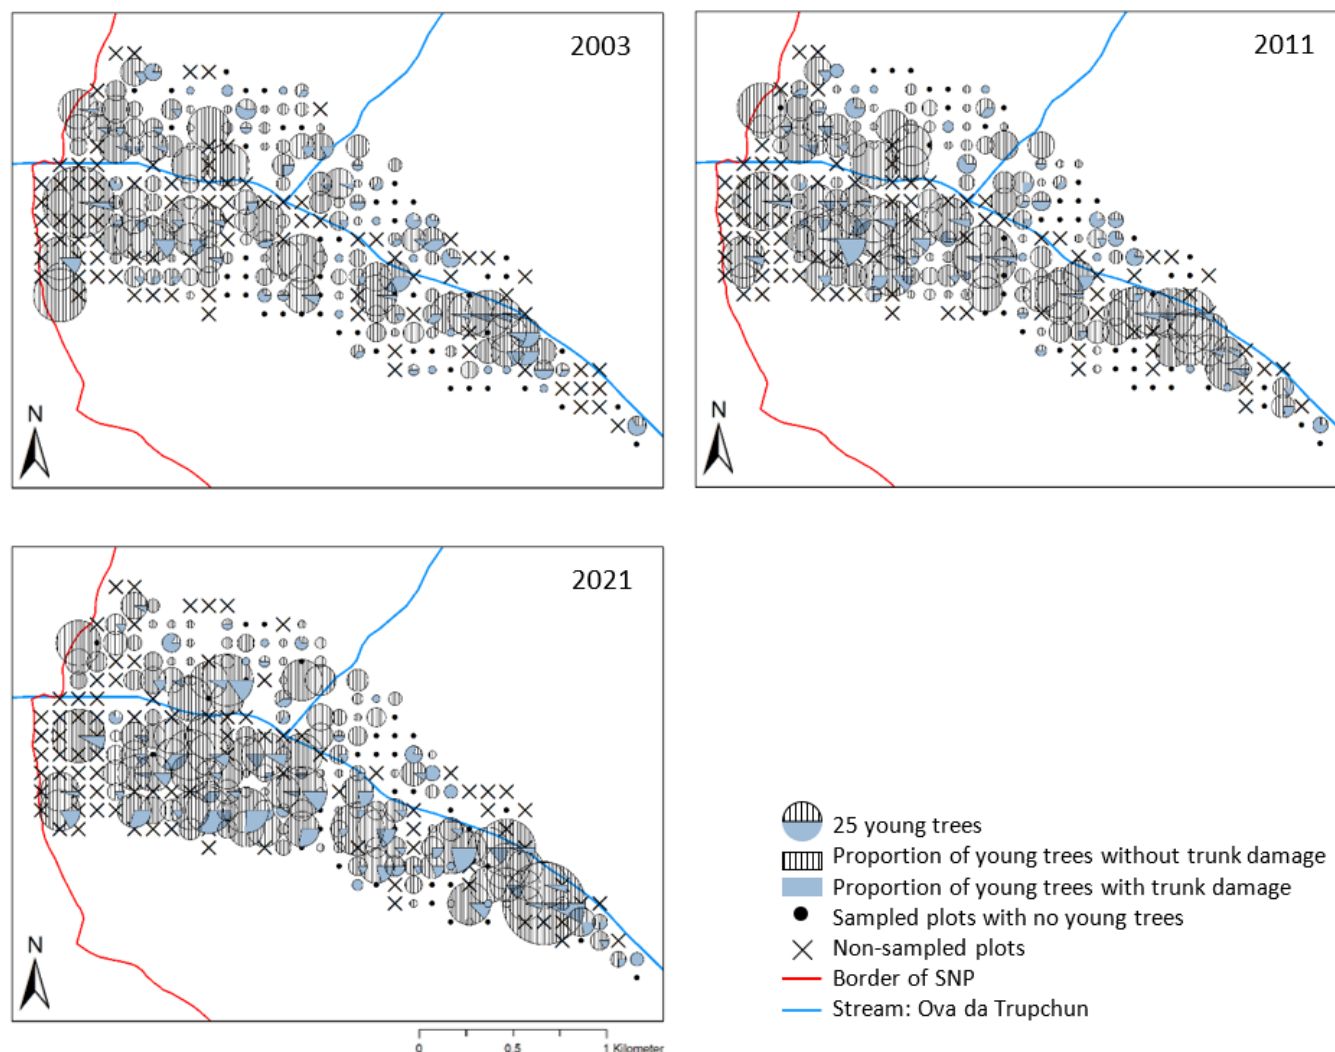 2003
N
2011
N
2021
N
0 0.5 1 Kilometer
25 young trees
Proportion of young trees without trunk damage
Proportion of young trees with trunk damage
Sampled plots with no young trees
Non-sampled plots
Border of SNP
Stream: Ova da Trupchun